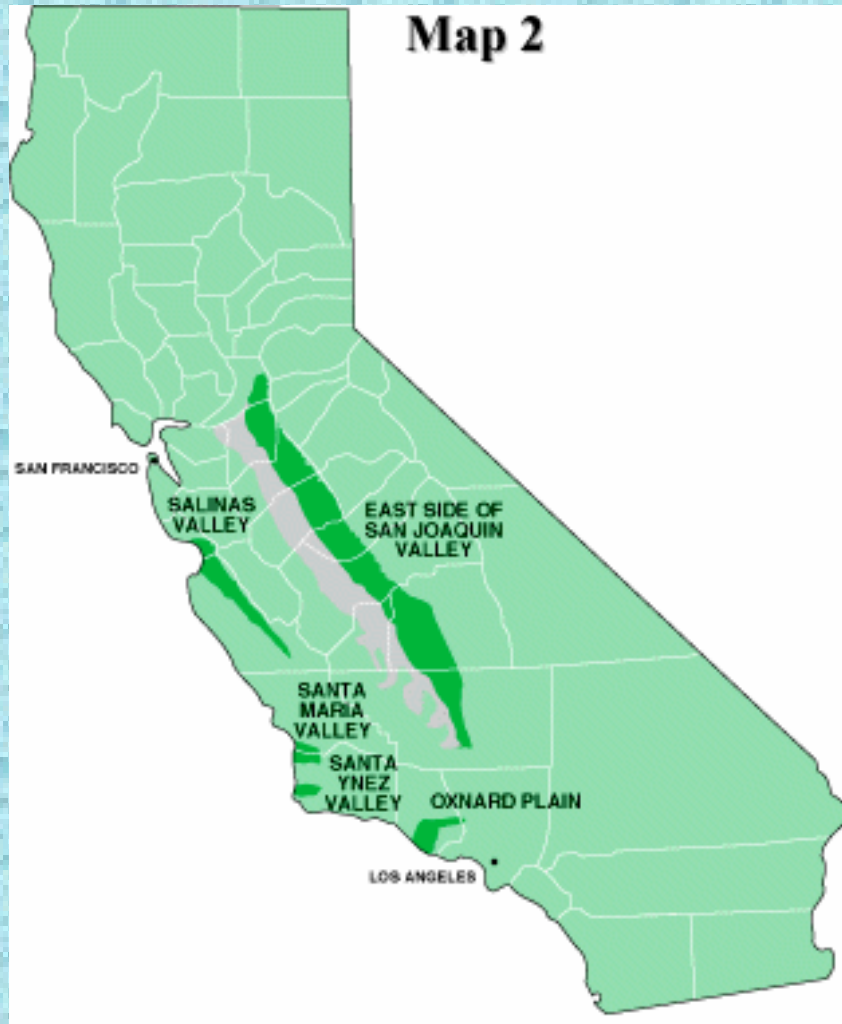 Map 2
SAN FRANCISCO
SALINAS
VALLEY
EAST SIDE OF
SAN JOAQUIN
VALLEY
SANTA
MARIA
VALLEY
SANTA
YNEZ
VALLEY
OXNARD PLAIN
LOS ANGELES